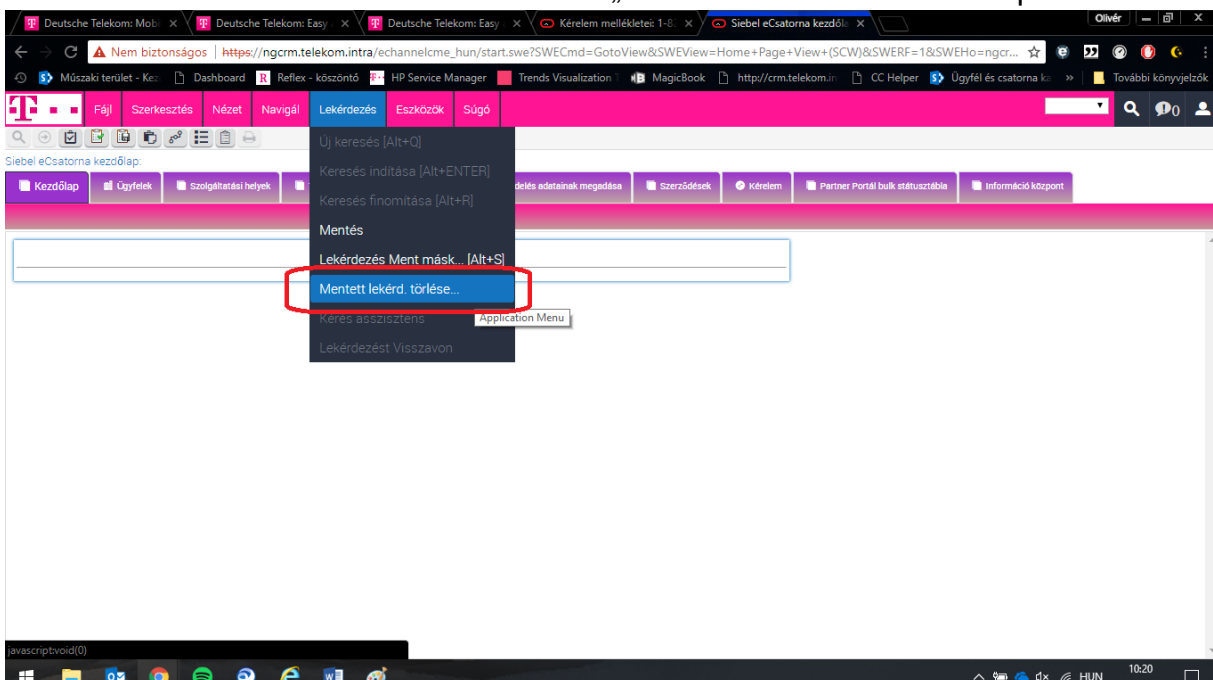 „
Deutsche Telekom: Mobi
Deutsche Telekom: Easy
Deutsche Telekom: Easy
Kérelem mellékletei: 1-8
Siebel eCsatorna kezdőla
Olivér
Nem biztonságos | https://ngcrm.telekom.intra/echannelcme_hun/start.swe?SWECmd=GotoView&SWEView=Home+Page+View+(SCW)&SWERF=1&SWEHo=ngcr...
Műszaki terület - Kez
Dashboard
Reflex - köszöntő
HP Service Manager
Trends Visualization
MagicBook
http://crm.telekom.in
CC Helper
Ügyfél és csatorna ka
»
További könyvjelzők
Fájl Szerkesztés Nézet Navigál Lekérdezés Eszközök Súgó
0
Új keresés [Alt+Q]
Siebel eCsatorna kezdőlap:
Keresés indítása [Alt+ENTER]
Kezdőlap Ügyfelek Szolgáltatási helyek delés adatainak megadása Szerződések Kérelem Partner Portál bulk státusztábla Információ központ
Keresés finomítása [Alt+R]
Mentés
Lekérdezés Ment másk... [Alt+S]
Mentett lekérd. törlése...
Kérés asszisztens
Application Menu
Lekérdezést Visszavon
javascript:void(0)
HUN
10:20